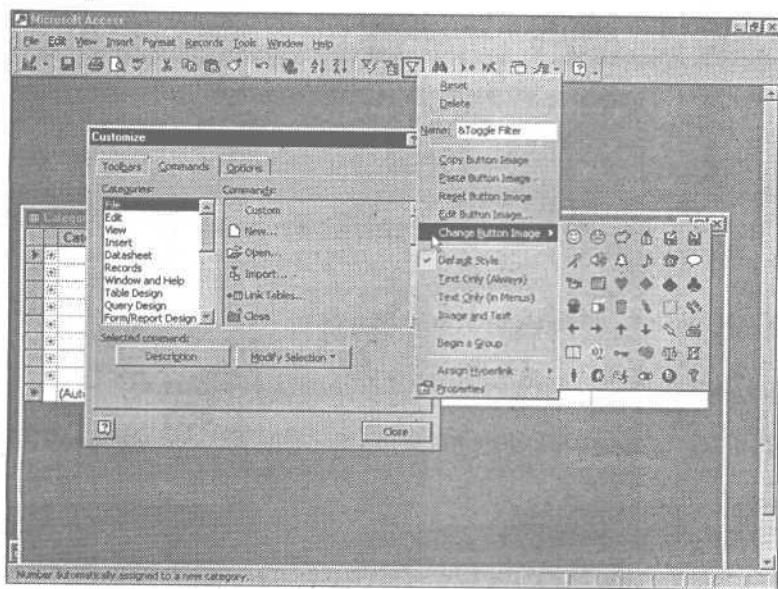 Microsoft Access
File Edit View Insert Format Records Tools Window Help
Customize
Toolbars Commands Options
Categories:
File
Edit
View
Insert
Datasheet
Records
Window and Help
Table Design
Query Design
Form/Report Design
Commands:
Custom
New...
Open...
Import...
Link Tables...
Close
Selected command:
Description Modify Selection
Close
Reset
Delete
Name: &Toggle Filter
Copy Button Image
Paste Button Image
Reset Button Image
Edit Button Image...
Change Button Image
Default Style
Text Only (Always)
Text Only (in Menus)
Image and Text
Begin a Group
Assign Hyperlink
Properties
Categ
Cat
(Auto
Number automatically assigned to a new category.